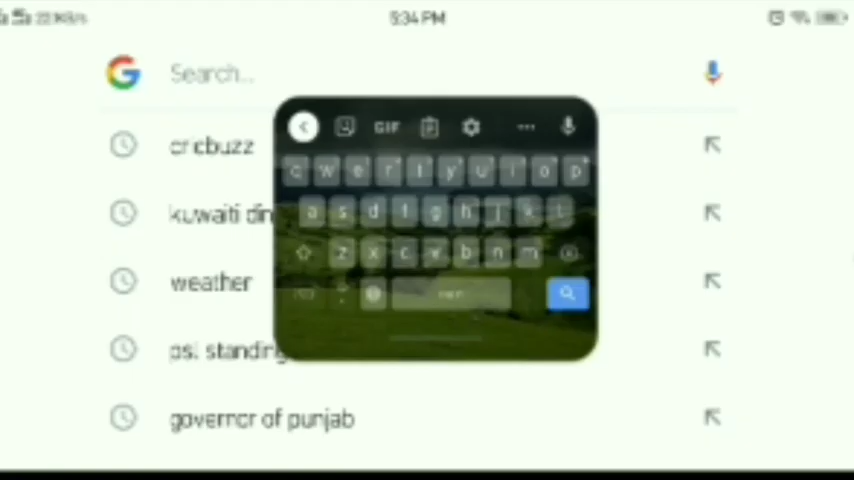 5:34 PM
Search...
cricbuzz
kuwaiti din
weather
psl standing
governor of punjab
GIF
q w e r t y u i o p
a s d f g h j k l
z x c v b n m